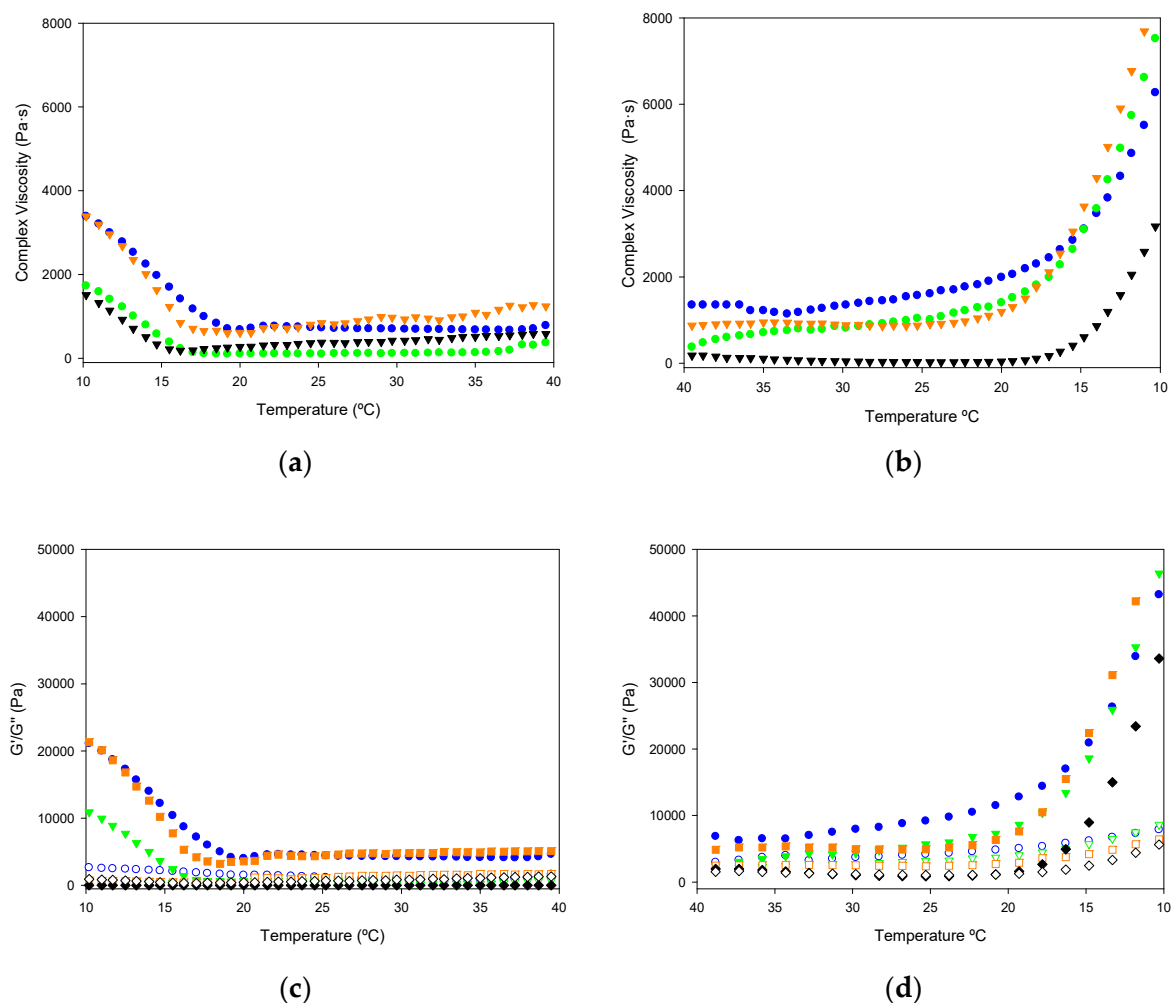 8000
6000
4000
2000
0
Complex Viscosity (Pa·s)
10 15 20 25 30 35 40
Temperature (ºC)
(a)
8000
6000
4000
2000
0
Complex Viscosity (Pa·s)
40 35 30 25 20 15 10
Temperature ºC
(b)
50000
40000
30000
20000
10000
0
G'/G'' (Pa)
10 15 20 25 30 35 40
Temperature (ºC)
(c)
50000
40000
30000
20000
10000
0
G'/G'' (Pa)
40 35 30 25 20 15 10
Temperature ºC
(d)